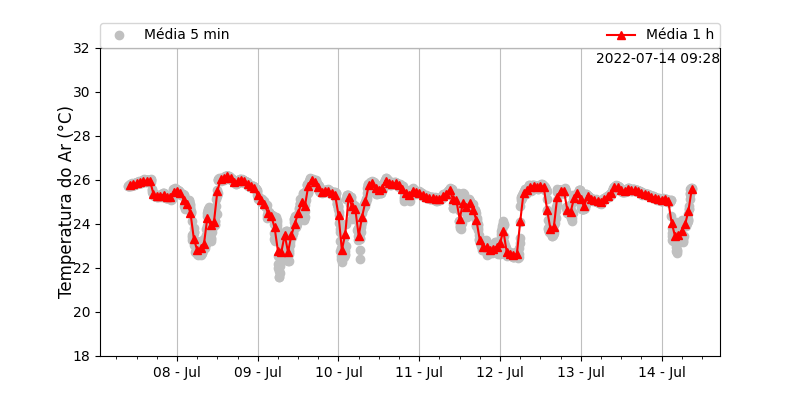 Média 5 min
Média 1 h
2022-07-14 09:28
Temperatura do Ar (°C)
32
30
28
26
24
22
20
18
08 - Jul
09 - Jul
10 - Jul
11 - Jul
12 - Jul
13 - Jul
14 - Jul